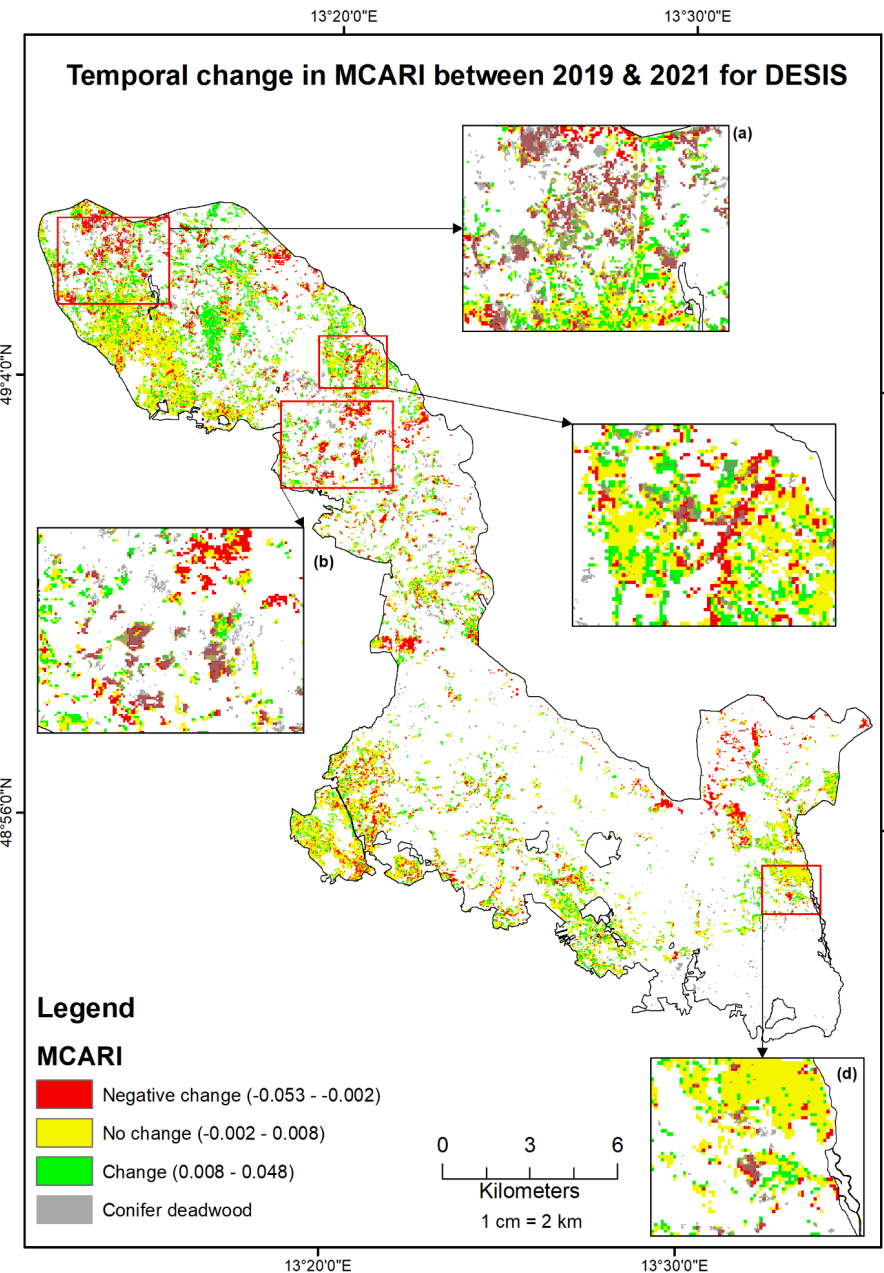 13°20'0"E
13°30'0"E
Temporal change in MCARI between 2019 & 2021 for DESIS
(a)
49°4'0"N
(b)
48°56'0"N
Legend
MCARI
Negative change (-0.053 - -0.002)
No change (-0.002 - 0.008)
Change (0.008 - 0.048)
Conifer deadwood
0 3 6
Kilometers
1 cm = 2 km
(d)
13°20'0"E
13°30'0"E